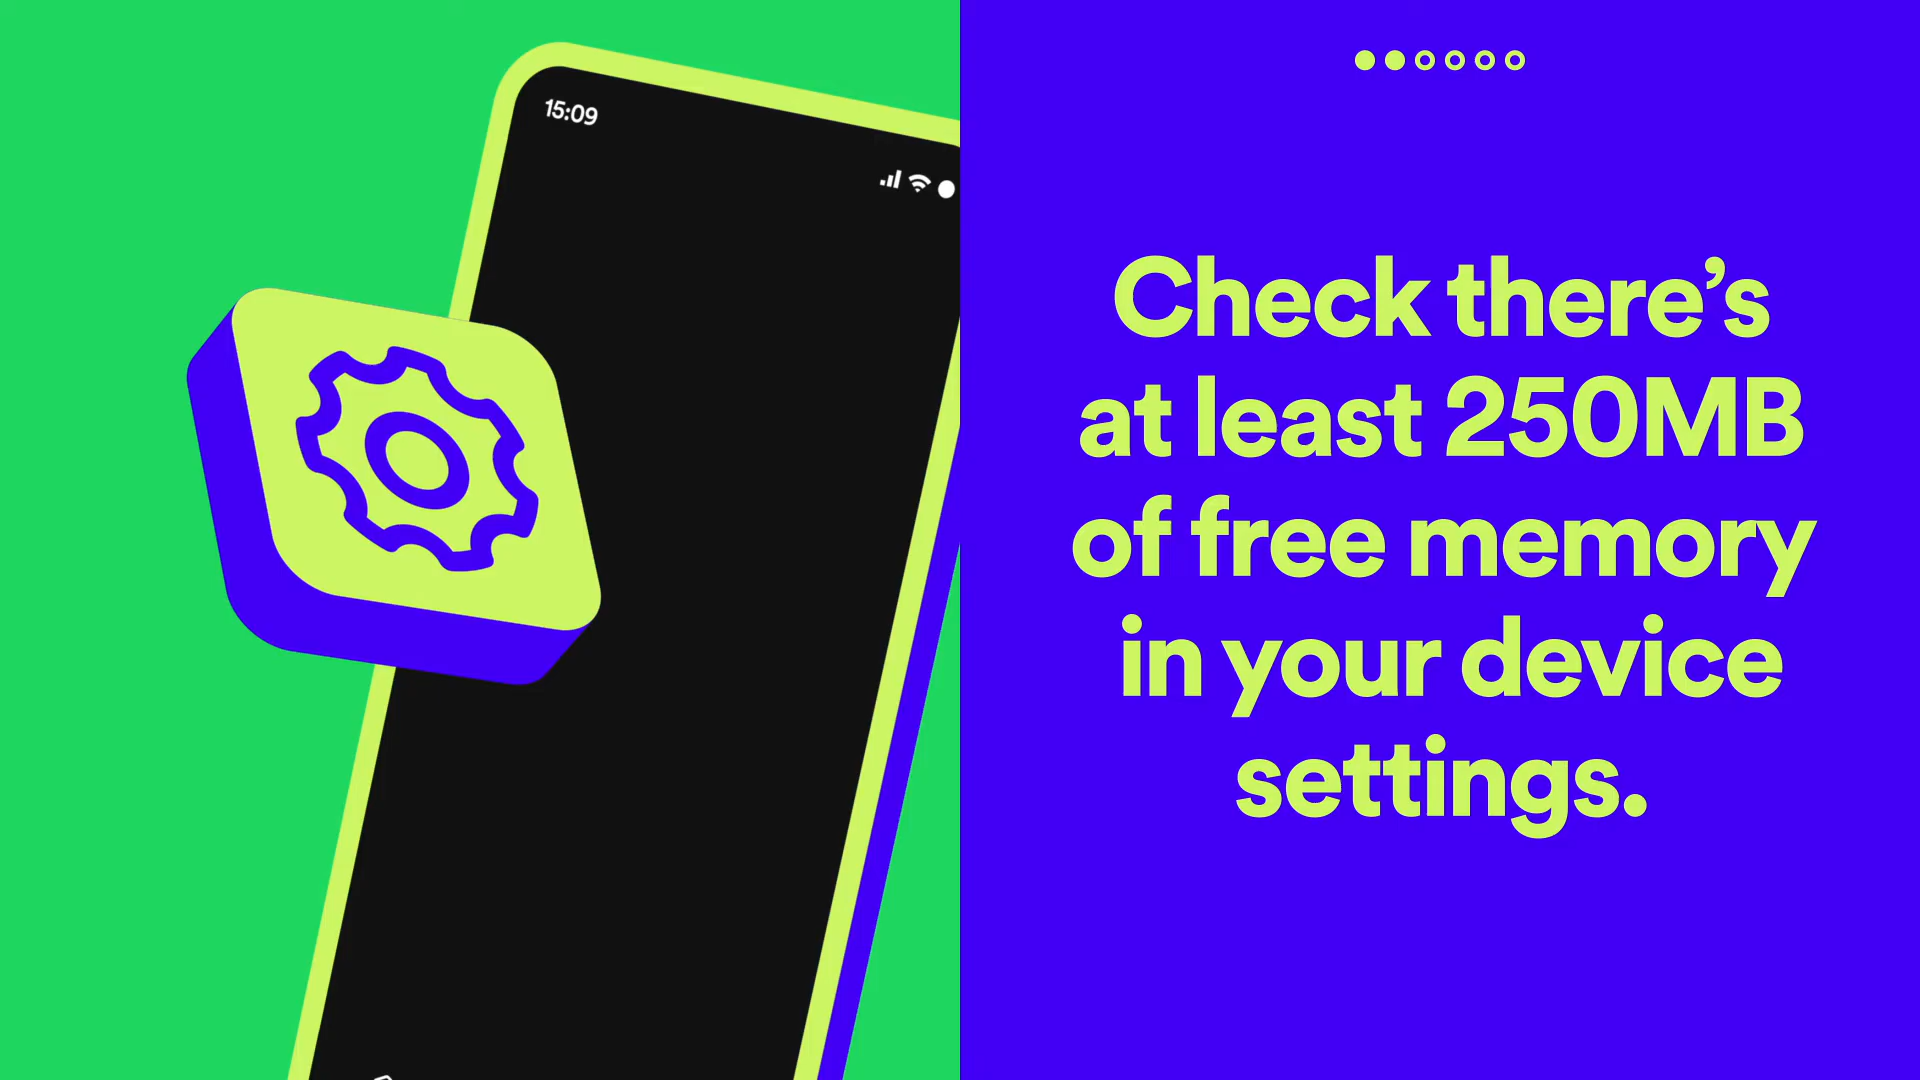 15:09
Check there’s
at least 250MB
of free memory
in your device
settings.